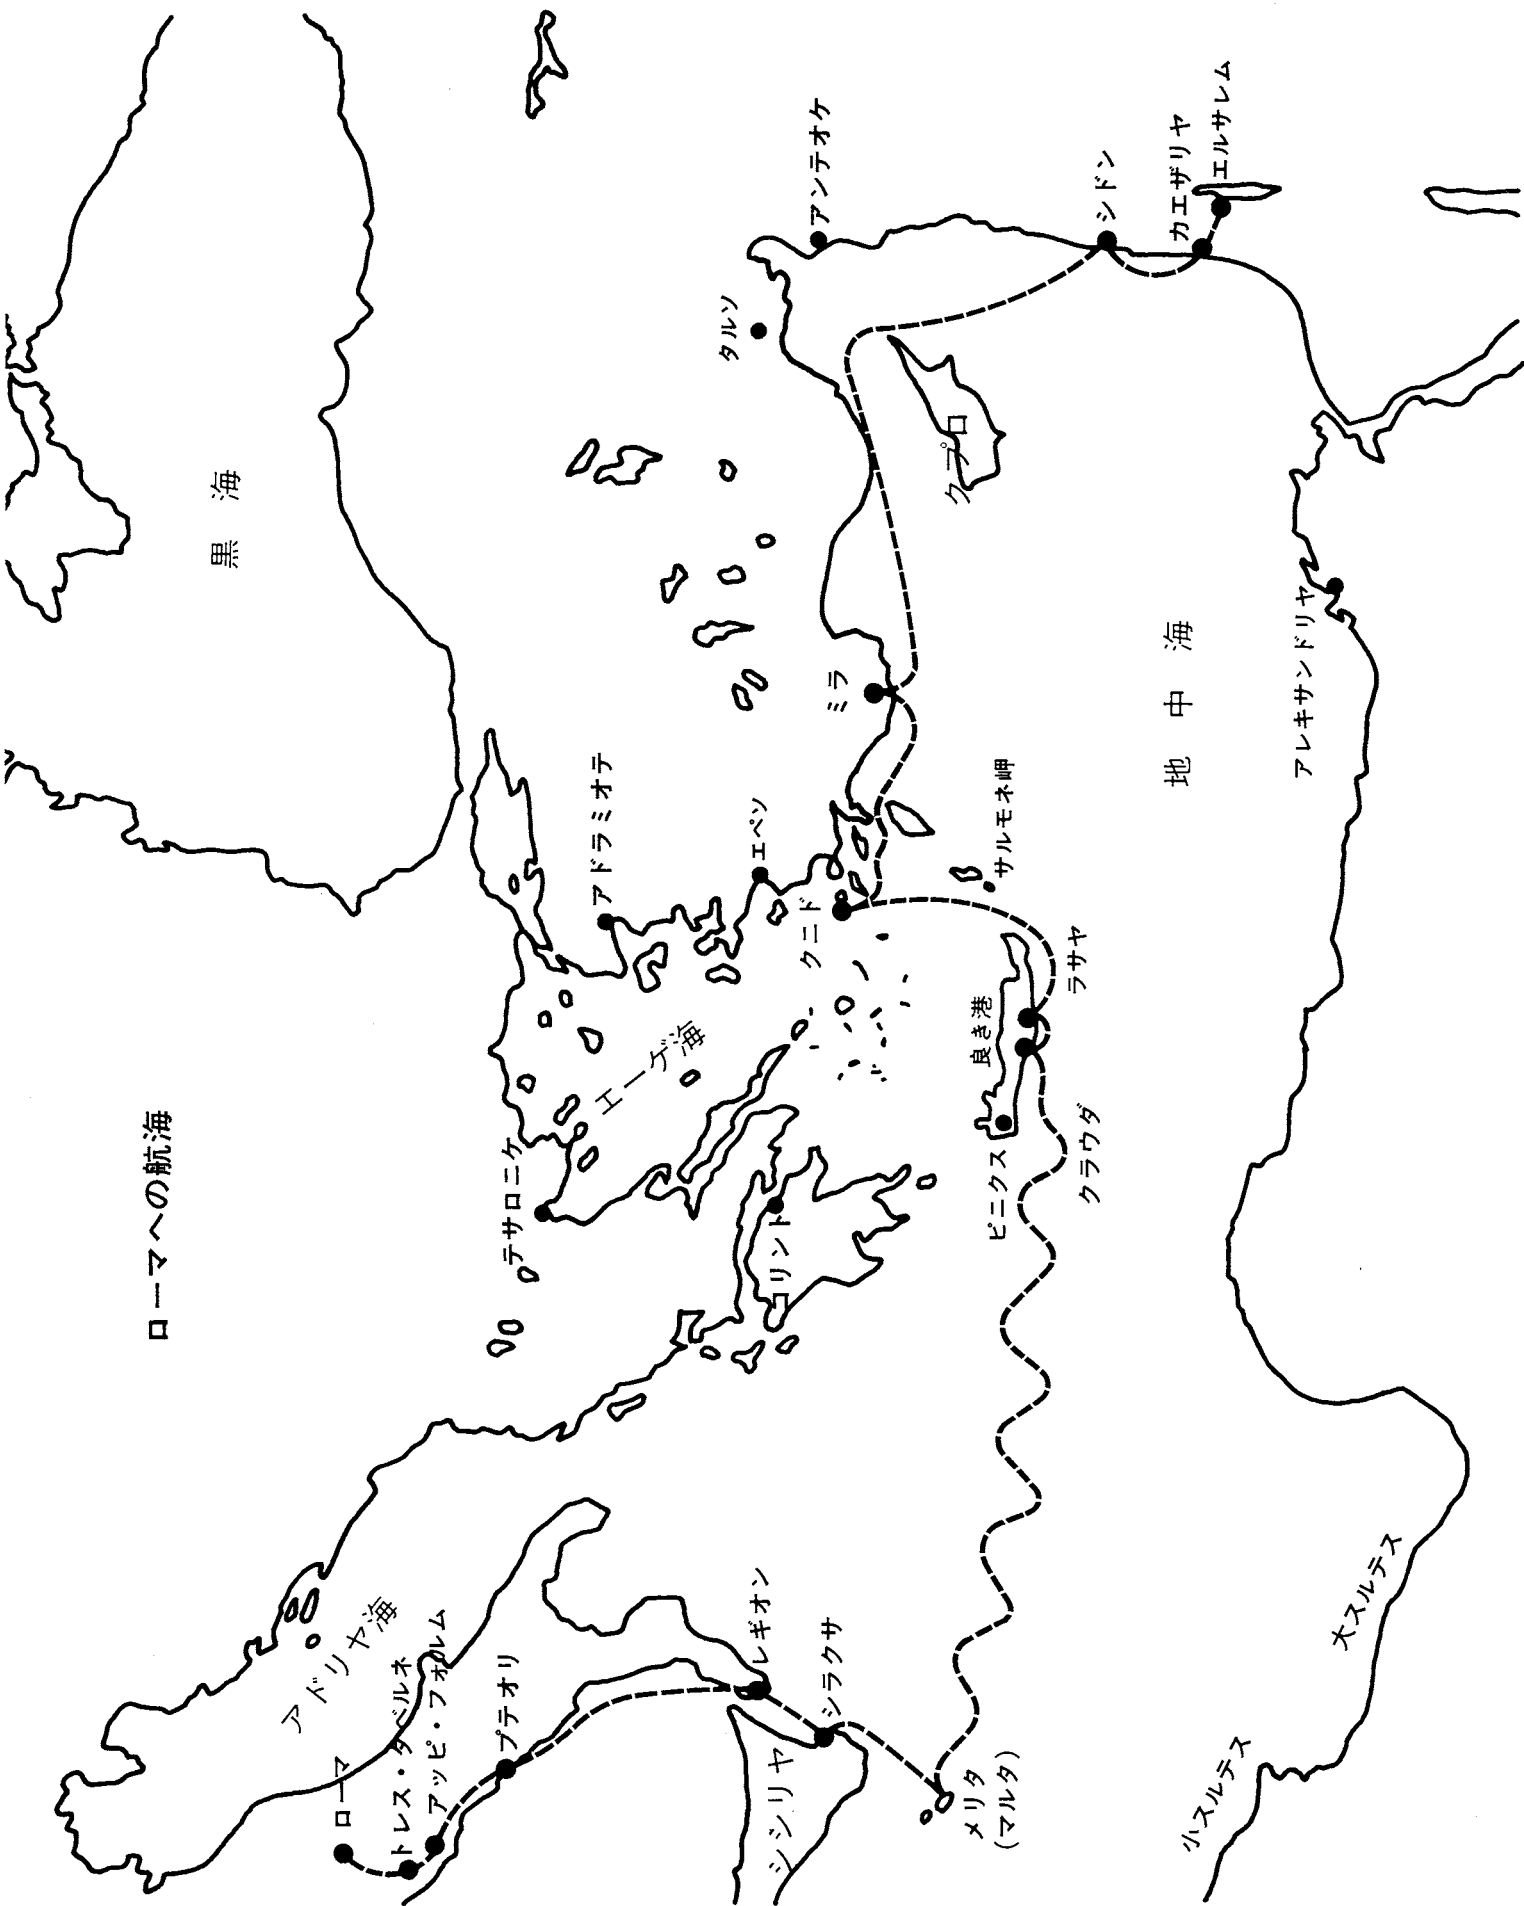 ローマへの航海
黒 海
アドリヤ海
ローマ
トレス・タベルネ
アッピ・フォルム
プテオリ
レギオン
シシリヤ
シラクサ
メリタ
(マルタ)
テサロニケ
エーゲ海
コリント
アドラミオテ
エペソ
クニド
ミラ
タルソ
アンテオケ
クプロ
シドン
カエザリヤ
エルサレム
サルモネ岬
ラサヤ
良き港
ピニクス
クラウダ
地 中 海
アレキサンドリヤ
大スルテス
小スルテス